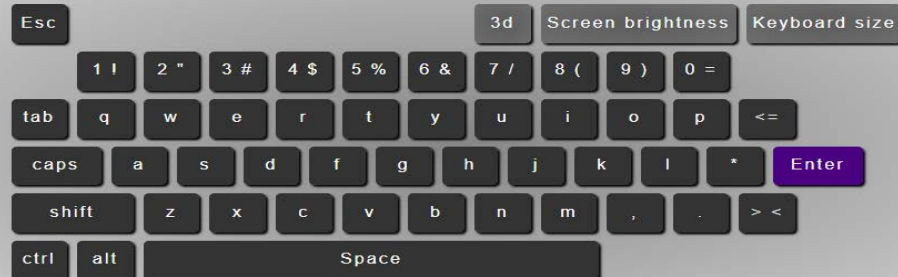 Esc 3d Screen brightness Keyboard size
1 ! 2 " 3 # 4 $ 5 % 6 & 7 / 8 ( 9 ) 0 =
tab q w e r t y u i o p <=
caps a s d f g h j k l * Enter
shift z x c v b n m , . > <
ctrl alt Space